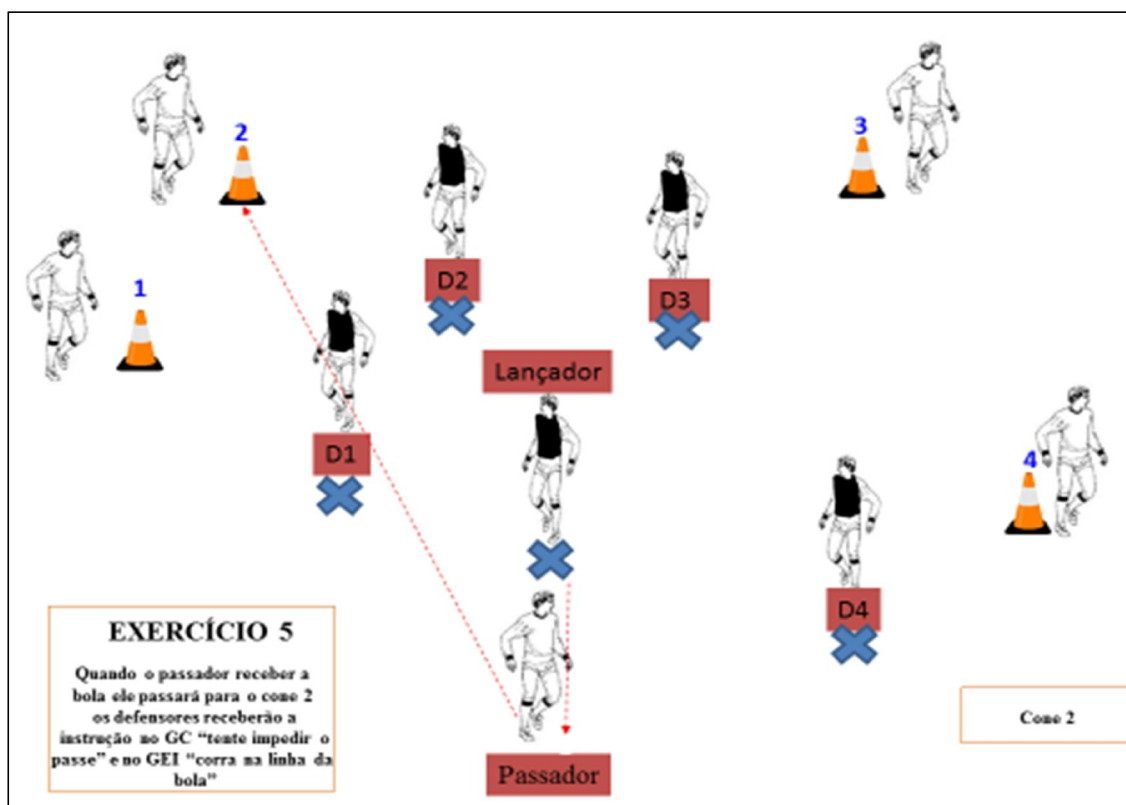 2
3
1
D2
D3
Lançador
D1
4
D4
EXERCÍCIO 5
Quando o passador receber a
bola ele passará para o cone 2
os defensores receberão a
instrução no GC “tente impedir o
passe” e no GEI “corra na linha da
bola”
Cone 2
Passador